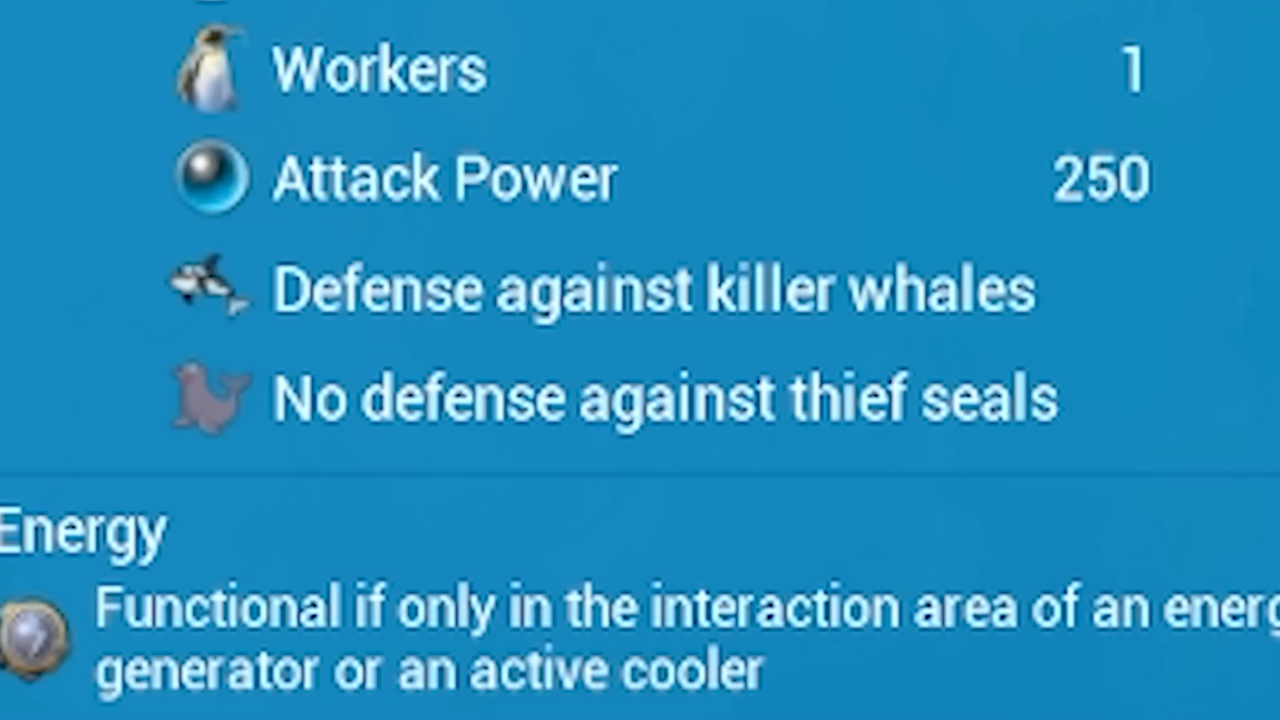 Workers 1
Attack Power 250
Defense against killer whales
No defense against thief seals
Energy
Functional if only in the interaction area of an energ
generator or an active cooler